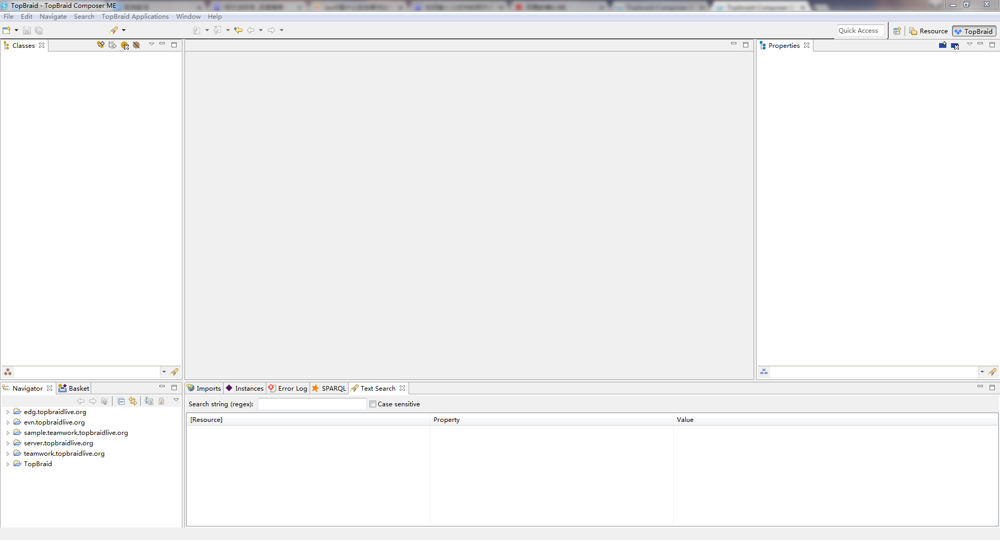 TopBraid - TopBraid Composer ME
File Edit Navigate Search TopBraid Applications Window Help
Quick Access
Resource
TopBraid
Classes
Properties
Navigator
Basket
edg.topbraidlive.org
evn.topbraidlive.org
sample.teamwork.topbraidlive.org
server.topbraidlive.org
teamwork.topbraidlive.org
TopBraid
Imports
Instances
Error Log
SPARQL
Text Search
Search string (regex):
Case sensitive
[Resource] Property Value